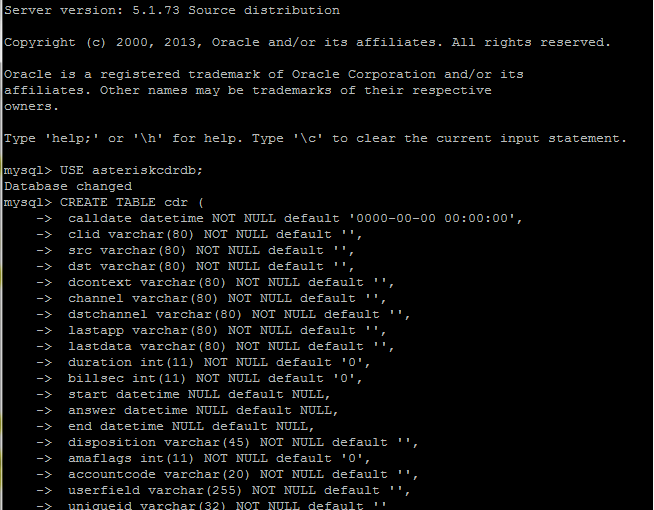 Server version: 5.1.73 Source distribution
Copyright (c) 2000, 2013, Oracle and/or its affiliates. All rights reserved.
Oracle is a registered trademark of Oracle Corporation and/or its
affiliates. Other names may be trademarks of their respective
owners.
Type 'help;' or '\h' for help. Type '\c' to clear the current input statement.
mysql> USE asteriskcdrdb;
Database changed
mysql> CREATE TABLE cdr (
    ->  calldate datetime NOT NULL default '0000-00-00 00:00:00',
    ->  clid varchar(80) NOT NULL default '',
    ->  src varchar(80) NOT NULL default '',
    ->  dst varchar(80) NOT NULL default '',
    ->  dcontext varchar(80) NOT NULL default '',
    ->  channel varchar(80) NOT NULL default '',
    ->  dstchannel varchar(80) NOT NULL default '',
    ->  lastapp varchar(80) NOT NULL default '',
    ->  lastdata varchar(80) NOT NULL default '',
    ->  duration int(11) NOT NULL default '0',
    ->  billsec int(11) NOT NULL default '0',
    ->  start datetime NULL default NULL,
    ->  answer datetime NULL default NULL,
    ->  end datetime NULL default NULL,
    ->  disposition varchar(45) NOT NULL default '',
    ->  amaflags int(11) NOT NULL default '0',
    ->  accountcode varchar(20) NOT NULL default '',
    ->  userfield varchar(255) NOT NULL default '',
    ->  uniqueid varchar(32) NOT NULL default ''